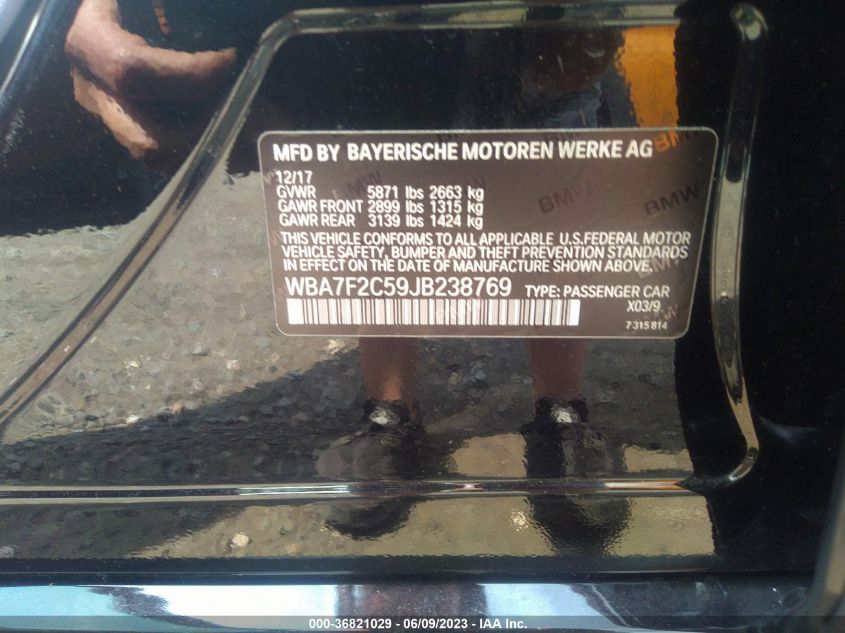 MFD BY BAYERISCHE MOTOREN WERKE AG
12/17
GVWR 5871 lbs 2663 kg
GAWR FRONT 2899 lbs 1315 kg
GAWR REAR 3139 lbs 1424 kg
THIS VEHICLE CONFORMS TO ALL APPLICABLE U.S.FEDERAL MOTOR
VEHICLE SAFETY, BUMPER AND THEFT PREVENTION STANDARDS
IN EFFECT ON THE DATE OF MANUFACTURE SHOWN ABOVE.
WBA7F2C59JB238769 TYPE: PASSENGER CAR
X03/9
7315814
BMW
BMW
000-36821029 / 06/09/2023 - IAA Inc.